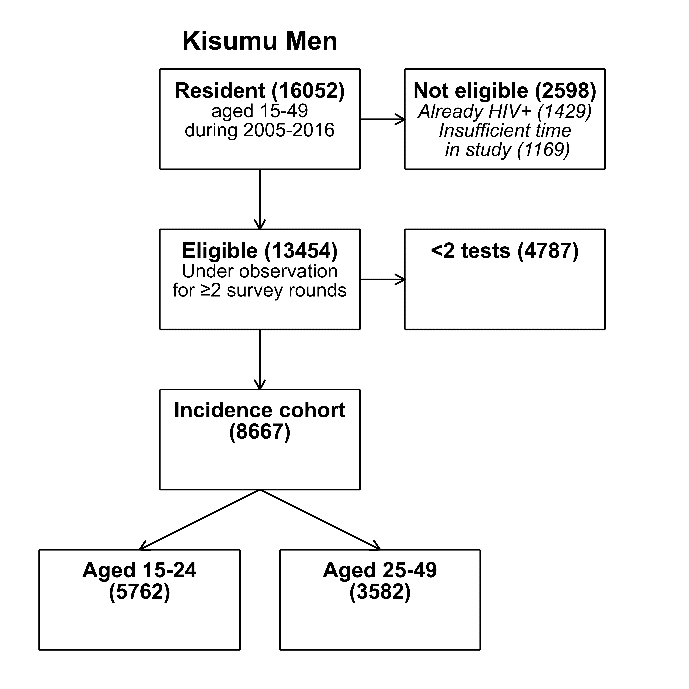 Kisumu Men
Resident (16052)
aged 15-49
during 2005-2016
Not eligible (2598)
Already HIV+ (1429)
Insufficient time
in study (1169)
Eligible (13454)
Under observation
for ≥2 survey rounds
<2 tests (4787)
Incidence cohort
(8667)
Aged 15-24
(5762)
Aged 25-49
(3582)